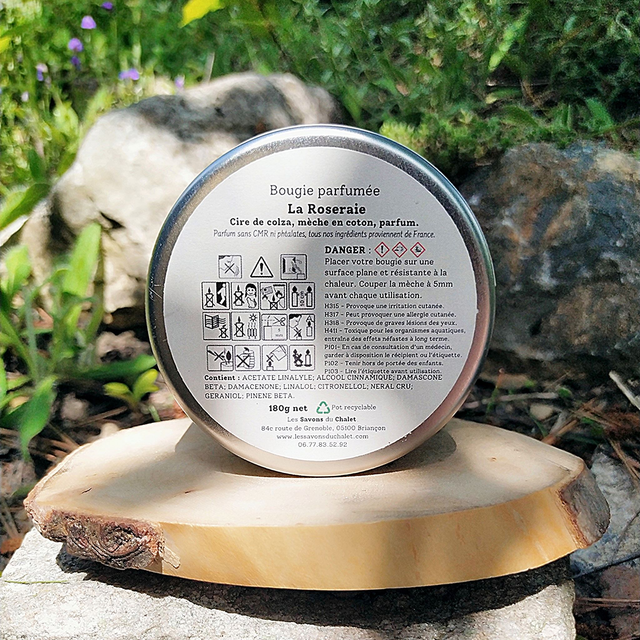 Bougie parfumée
La Roseraie
Cire de colza, mèche en coton, parfum.
Parfum sans CMR ni phtalates, tous nos ingrédients proviennent de France.
DANGER :
Placer votre bougie sur une
surface plane et résistante à la
chaleur. Couper la mèche à 5mm
avant chaque utilisation.
H315 - Provoque une irritation cutanée.
H317 - Peut provoquer une allergie cutanée.
H318 - Provoque de graves lésions des yeux.
H411 - Toxique pour les organismes aquatiques,
entraîne des effets néfastes à long terme.
P101- En cas de consultation d'un médecin,
garder à disposition le récipient ou l'étiquette.
P102 - Tenir hors de portée des enfants.
P103 - Lire l'étiquette avant utilisation.
Contient : ACETATE LINALYLE; ALCOOL CINNAMIQUE; DAMASCONE
BETA; DAMACENONE; LINALOL; CITRONELLOL; NERAL CRU;
GERANIOL; PINENE BETA.
180g net
Pot recyclable
Les Savons du Chalet
84c route de Grenoble, 05100 Briançon
www.lessavonsduchalet.com
06.77.83.52.92